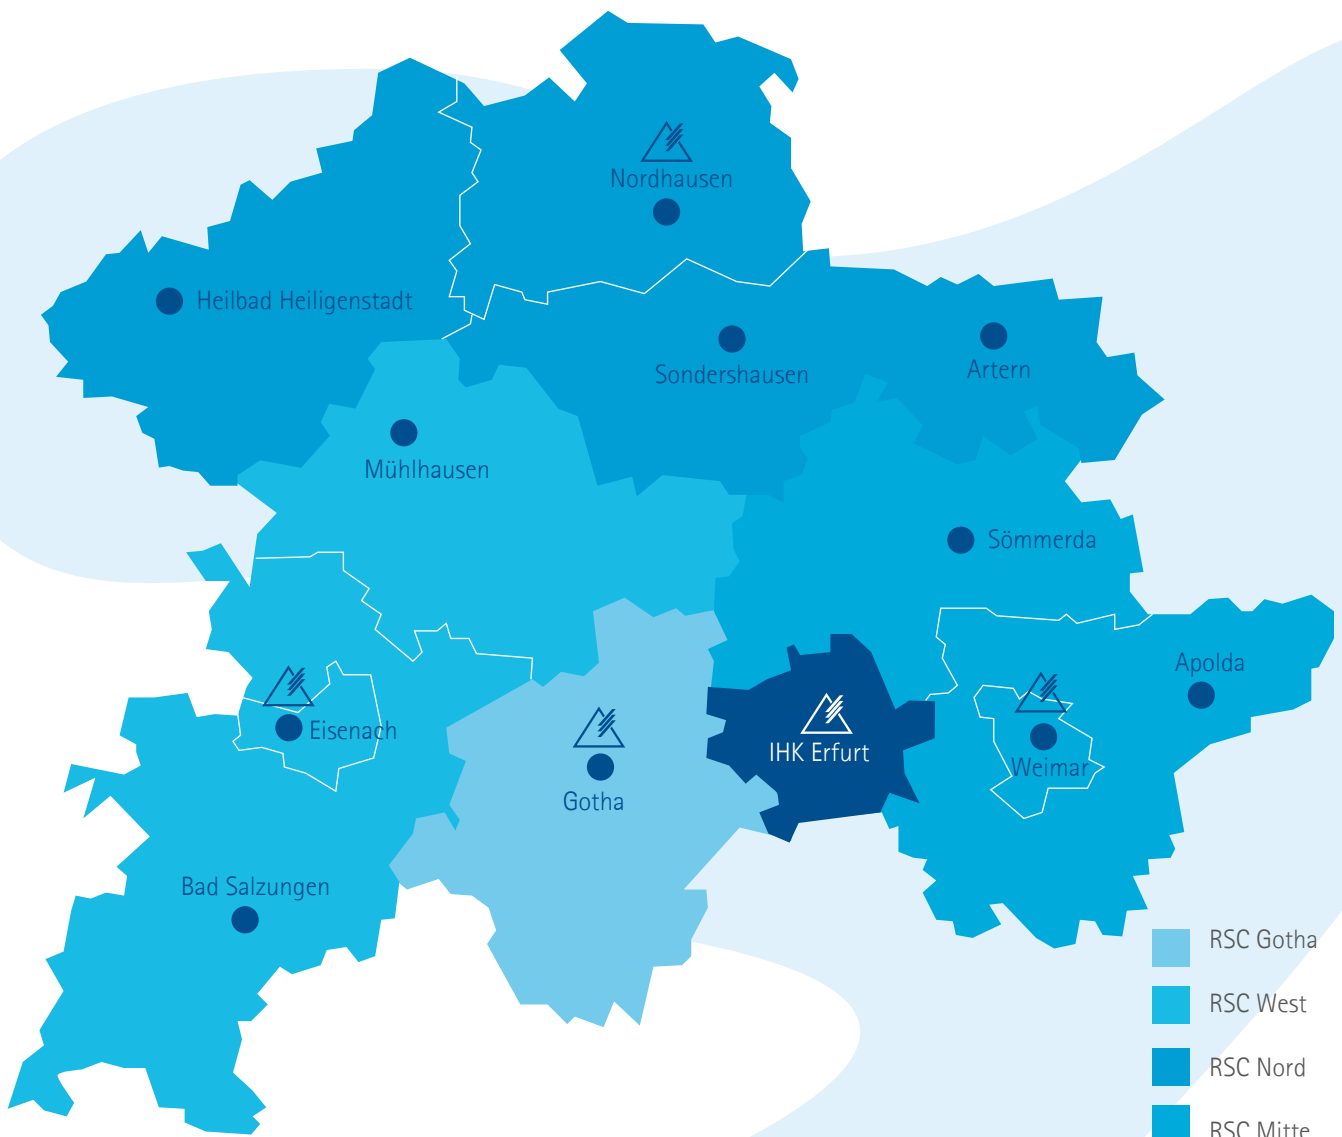 Nordhausen
Heilbad Heiligenstadt
Sondershausen
Artern
Mühlhausen
Sömmerda
Apolda
Eisenach
IHK Erfurt
Weimar
Gotha
Bad Salzungen
RSC Gotha
RSC West
RSC Nord
RSC Mitte